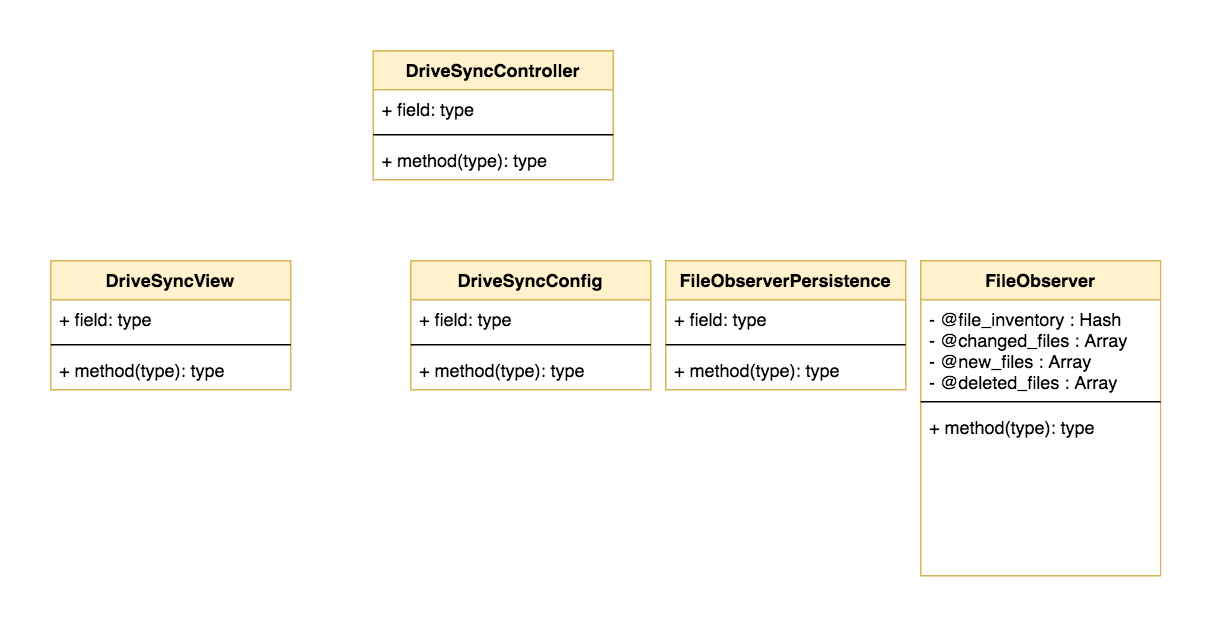 DriveSyncController
+ field: type
+ method(type): type
DriveSyncView
+ field: type
+ method(type): type
DriveSyncConfig
+ field: type
+ method(type): type
FileObserverPersistence
+ field: type
+ method(type): type
FileObserver
- @file_inventory : Hash
- @changed_files : Array
- @new_files : Array
- @deleted_files : Array
+ method(type): type